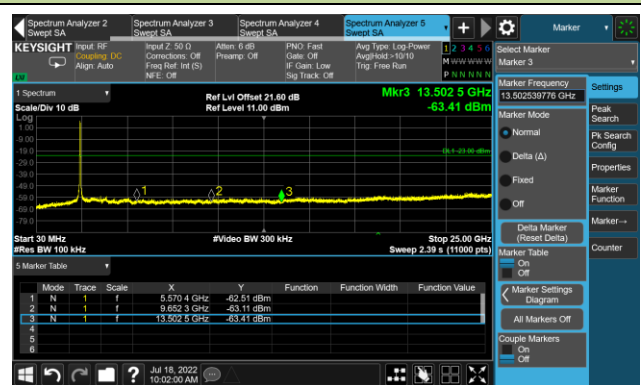 Spectrum Analyzer 2
Swept SA
Spectrum Analyzer 3
Swept SA
Spectrum Analyzer 4
Swept SA
Spectrum Analyzer 5
Swept SA
Marker
KEYSIGHT
Input: RF
Coupling: DC
Align: Auto
Input Z: 50 Ω
Corrections: Off
Freq Ref: Int (S)
NFE: Off
Atten: 6 dB
Preamp: Off
PNO: Fast
Gate: Off
IF Gain: Low
Sig Track: Off
Avg Type: Log-Power
Avg|Hold:>10/10
Trig: Free Run
1 2 3 4 5 6
M W W W W W
P N N N N N
LW
Select Marker
Marker 3
1 Spectrum
Scale/Div 10 dB
Log
Ref Lvl Offset 21.60 dB
Ref Level 11.00 dBm
Mkr3 13.502 5 GHz
-63.41 dBm
1.00
-9.00
-19.0
-29.0
-39.0
-49.0
-59.0
-69.0
-79.0
DL1 -23.00 dBm
1
2
3
Start 30 MHz
#Res BW 100 kHz
#Video BW 300 kHz
Stop 25.00 GHz
Sweep 2.39 s (11000 pts)
5 Marker Table
Mode Trace Scale X Y Function Function Width Function Value
1 N 1 f 5.570 4 GHz -62.51 dBm
2 N 1 f 9.652 3 GHz -63.11 dBm
3 N 1 f 13.502 5 GHz -63.41 dBm
4
5
6
Marker Frequency
13.502539776 GHz
Marker Mode
Normal
Delta (Δ)
Fixed
Off
Delta Marker
(Reset Delta)
Marker Table
On
Off
Marker Settings
Diagram
All Markers Off
Couple Markers
On
Off
Settings
Peak
Search
Pk Search
Config
Properties
Marker
Function
Marker→
Counter
?
Jul 18, 2022
10:02:00 AM